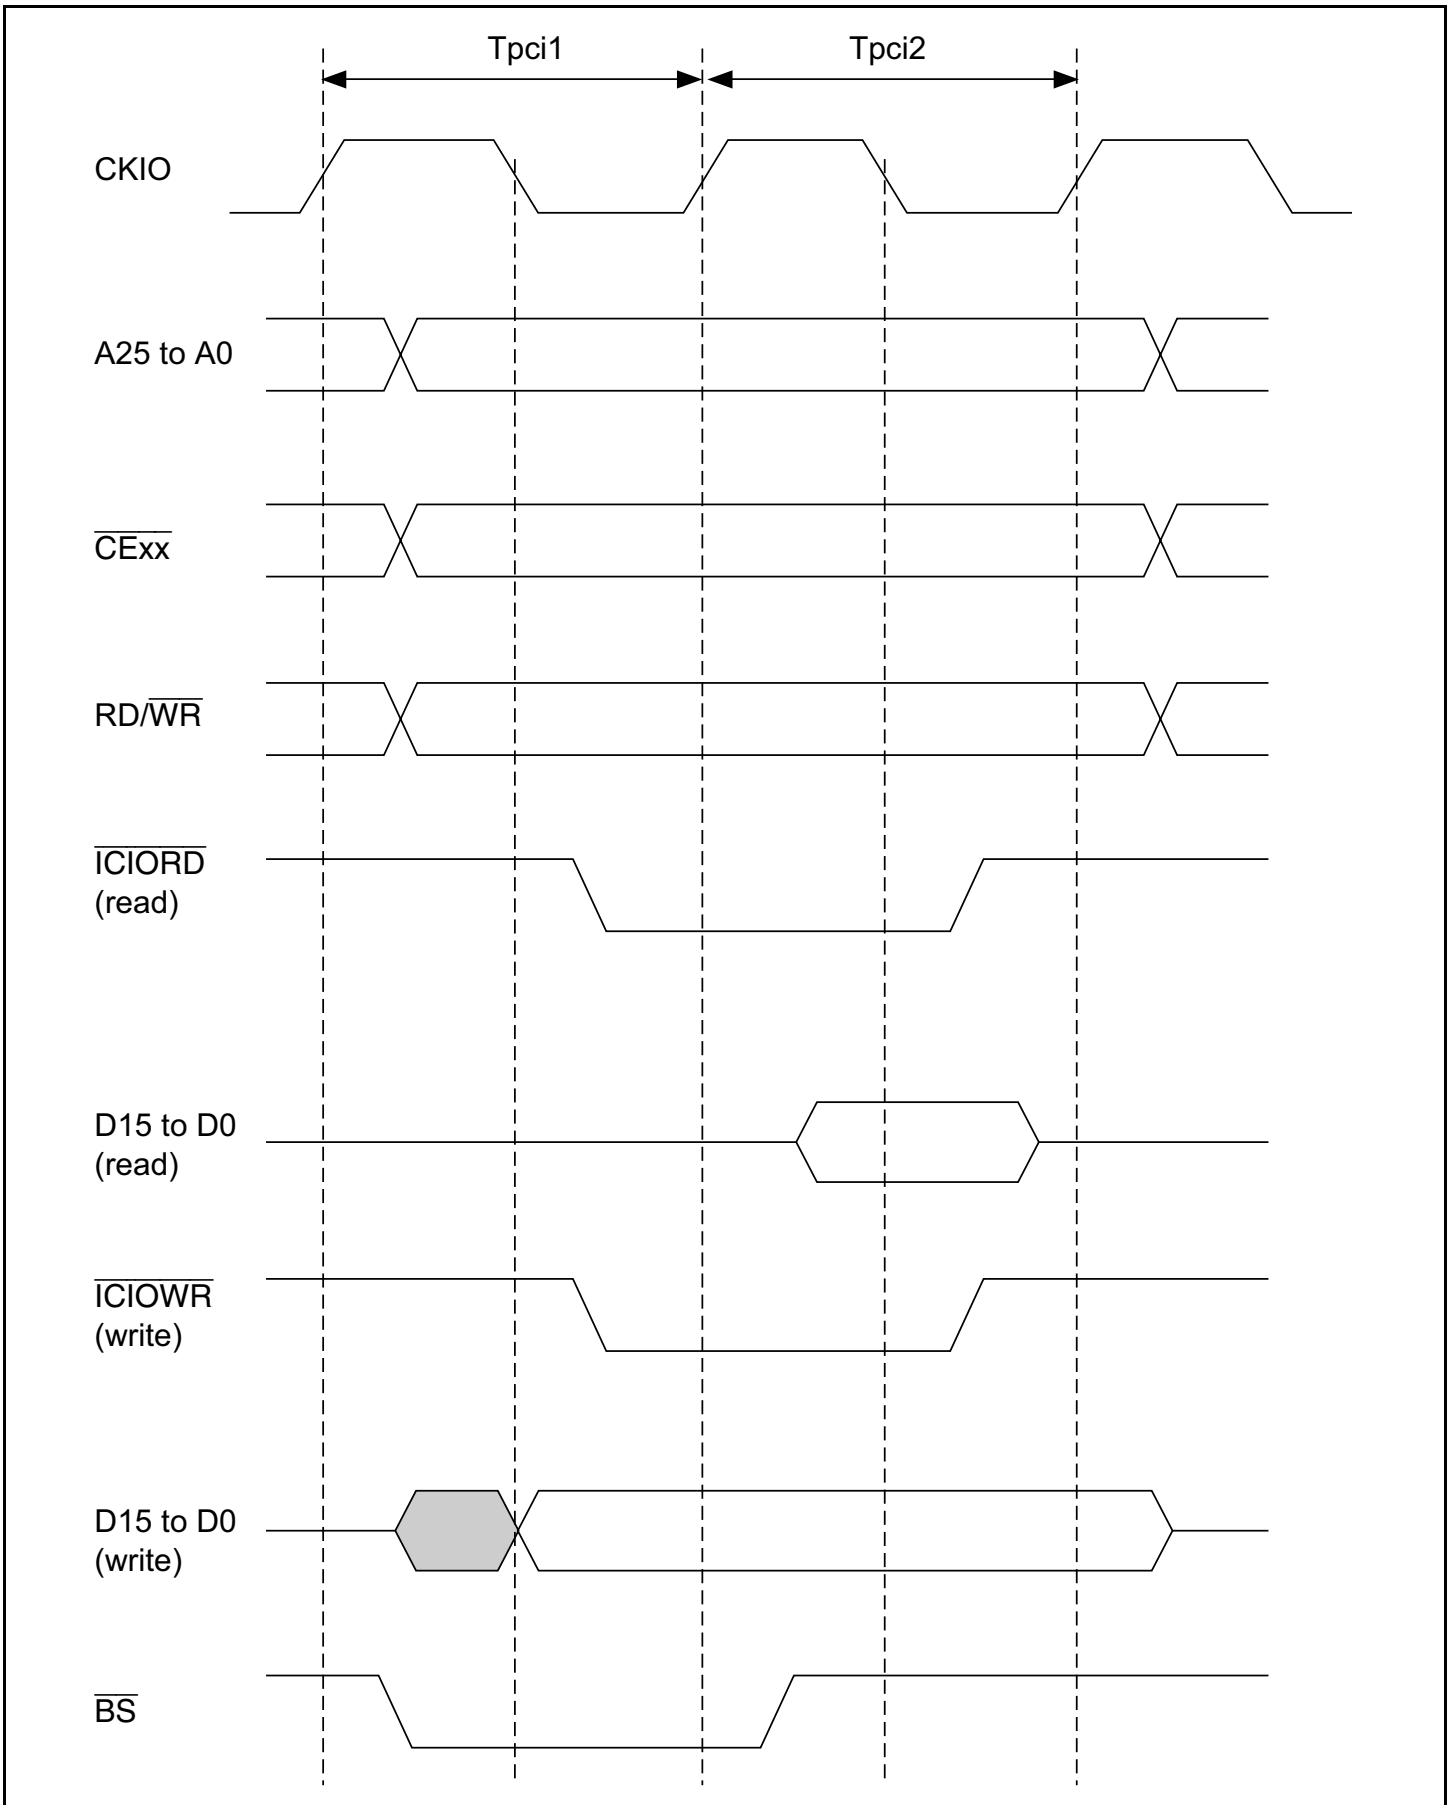 Tpci1
Tpci2
CKIO
A25 to A0
CExx
RD/WR
ICIORD
(read)
D15 to D0
(read)
ICIOWR
(write)
D15 to D0
(write)
BS